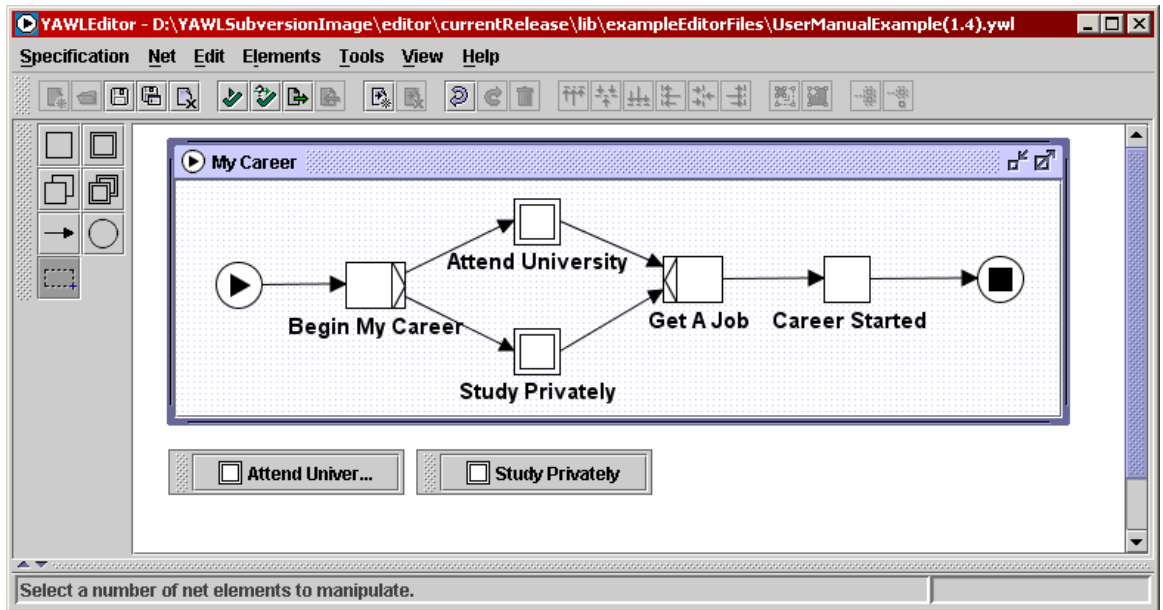 YAWLEditor - D:\YAWLSubversionImage\editor\currentRelease\lib\exampleEditorFiles\UserManualExample(1.4).ywl
Specification Net Edit Elements Tools View Help
My Career
Attend University
Begin My Career
Get A Job
Career Started
Study Privately
Attend Univer...
Study Privately
Select a number of net elements to manipulate.